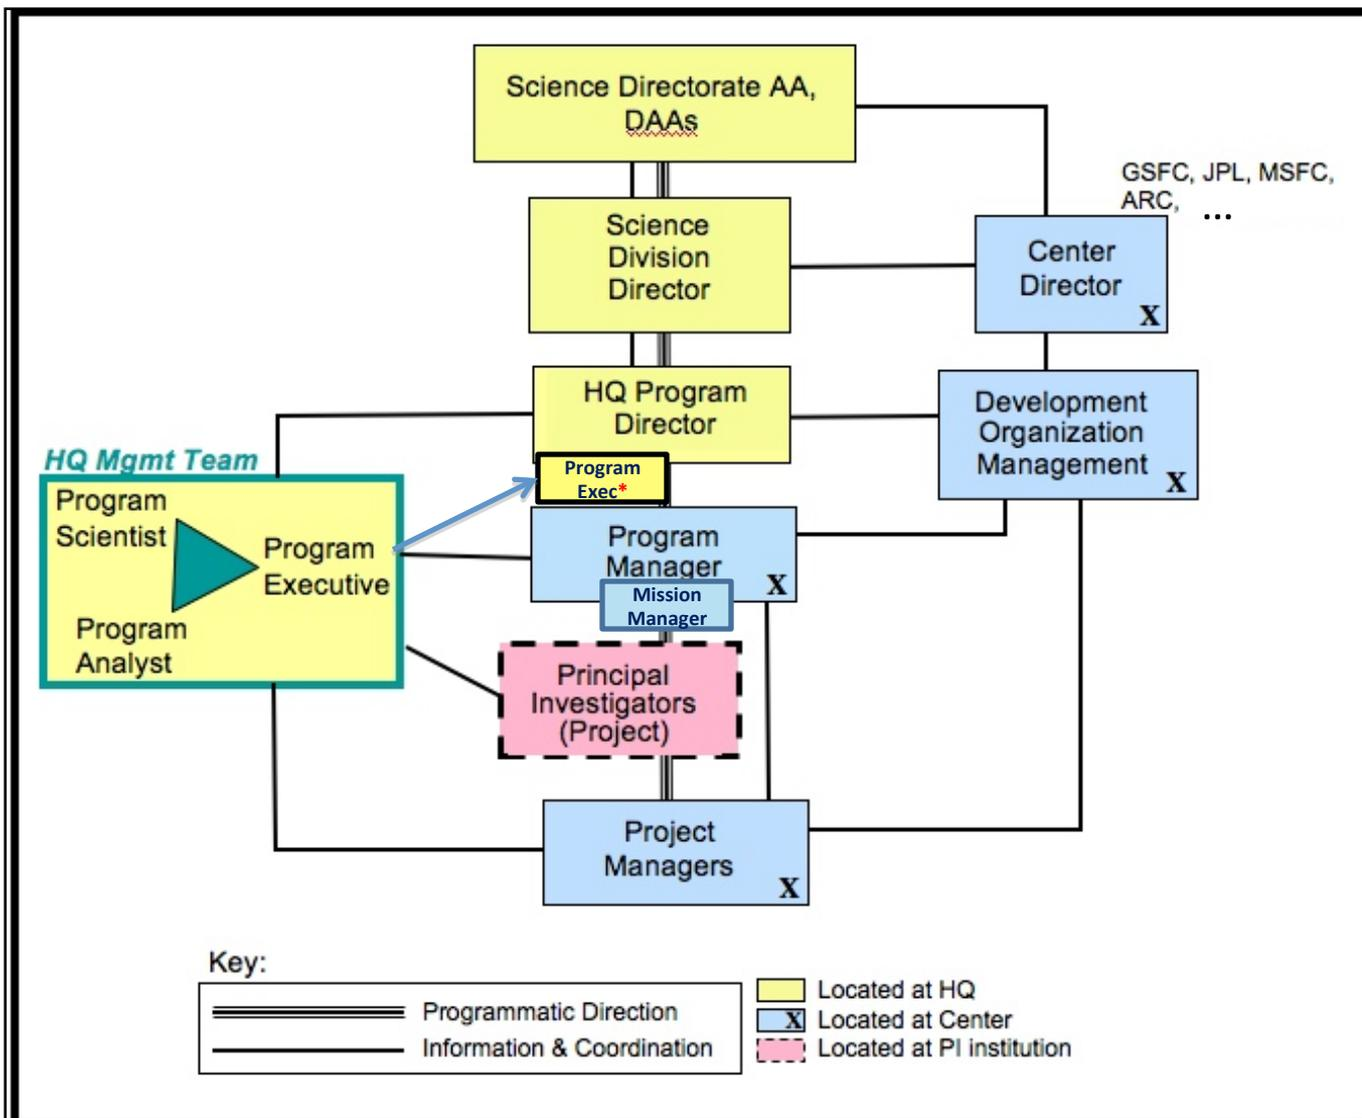 Science Directorate AA,
DAAs
GSFC, JPL, MSFC,
ARC, ...
Science
Division
Director
Center
Director
X
HQ Program
Director
Development
Organization
Management
X
HQ Mgmt Team
Program
Scientist
Program
Executive
Program
Analyst
Program
Exec*
Program
Manager
X
Mission
Manager
Principal
Investigators
(Project)
Project
Managers
X
Key:
Programmatic Direction
Information & Coordination
Located at HQ
X Located at Center
Located at PI institution